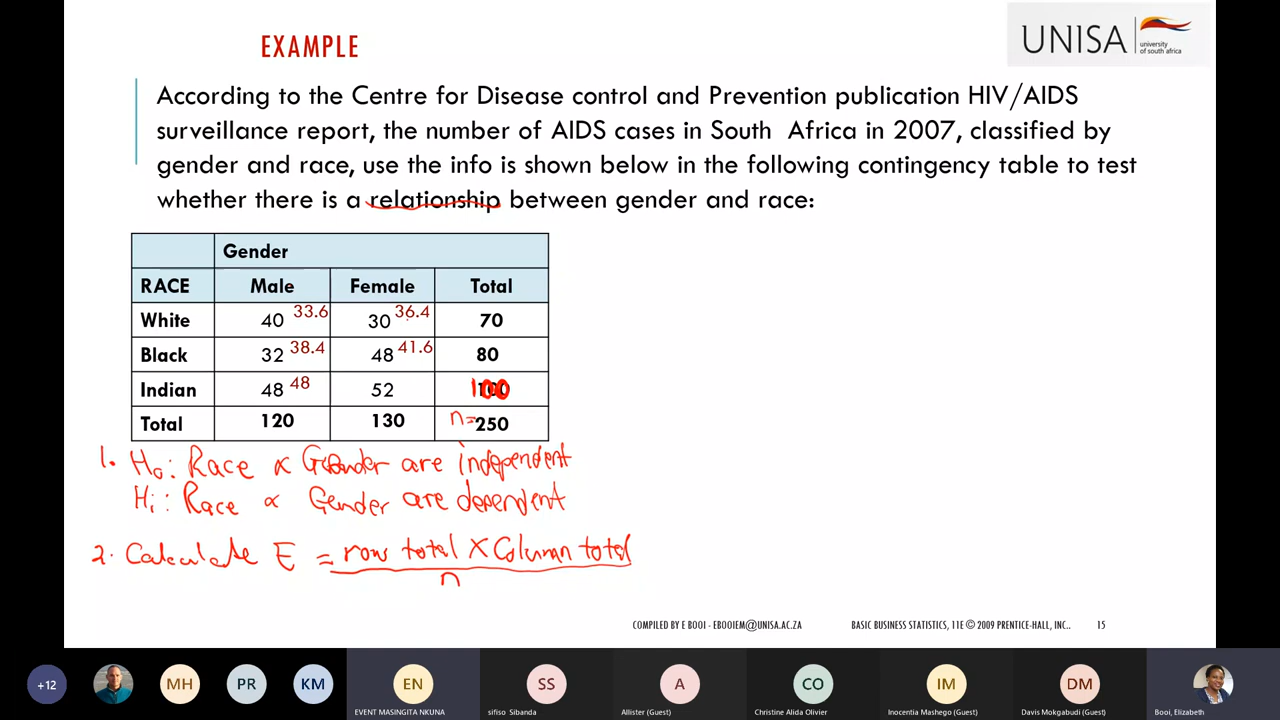 EXAMPLE
UNISA
university
of south africa
According to the Centre for Disease control and Prevention publication HIV/AIDS
surveillance report, the number of AIDS cases in South Africa in 2007, classified by
gender and race, use the info is shown below in the following contingency table to test
whether there is a relationship between gender and race:
Gender
RACE Male Female Total
White 40 33.6 30 36.4 70
Black 32 38.4 48 41.6 80
Indian 48 48 52 100
Total 120 130 n=250
1. H₀: Race & Gender are independent
H₁: Race & Gender are dependent
2. Calculate E = row total X Column total
n
COMPILED BY E BOOI - EBOOIEM@UNISA.AC.ZA BASIC BUSINESS STATISTICS, 11E © 2009 PRENTICE-HALL, INC.. 15
+12 MH PR KM EN SS A CO IM DM
EVENT MASINGITA NKUNA sifiso Sibanda Allister (Guest) Christine Alida Olivier Inocentia Mashego (Guest) Davis Mokgabudi (Guest) Booi, Elizabeth